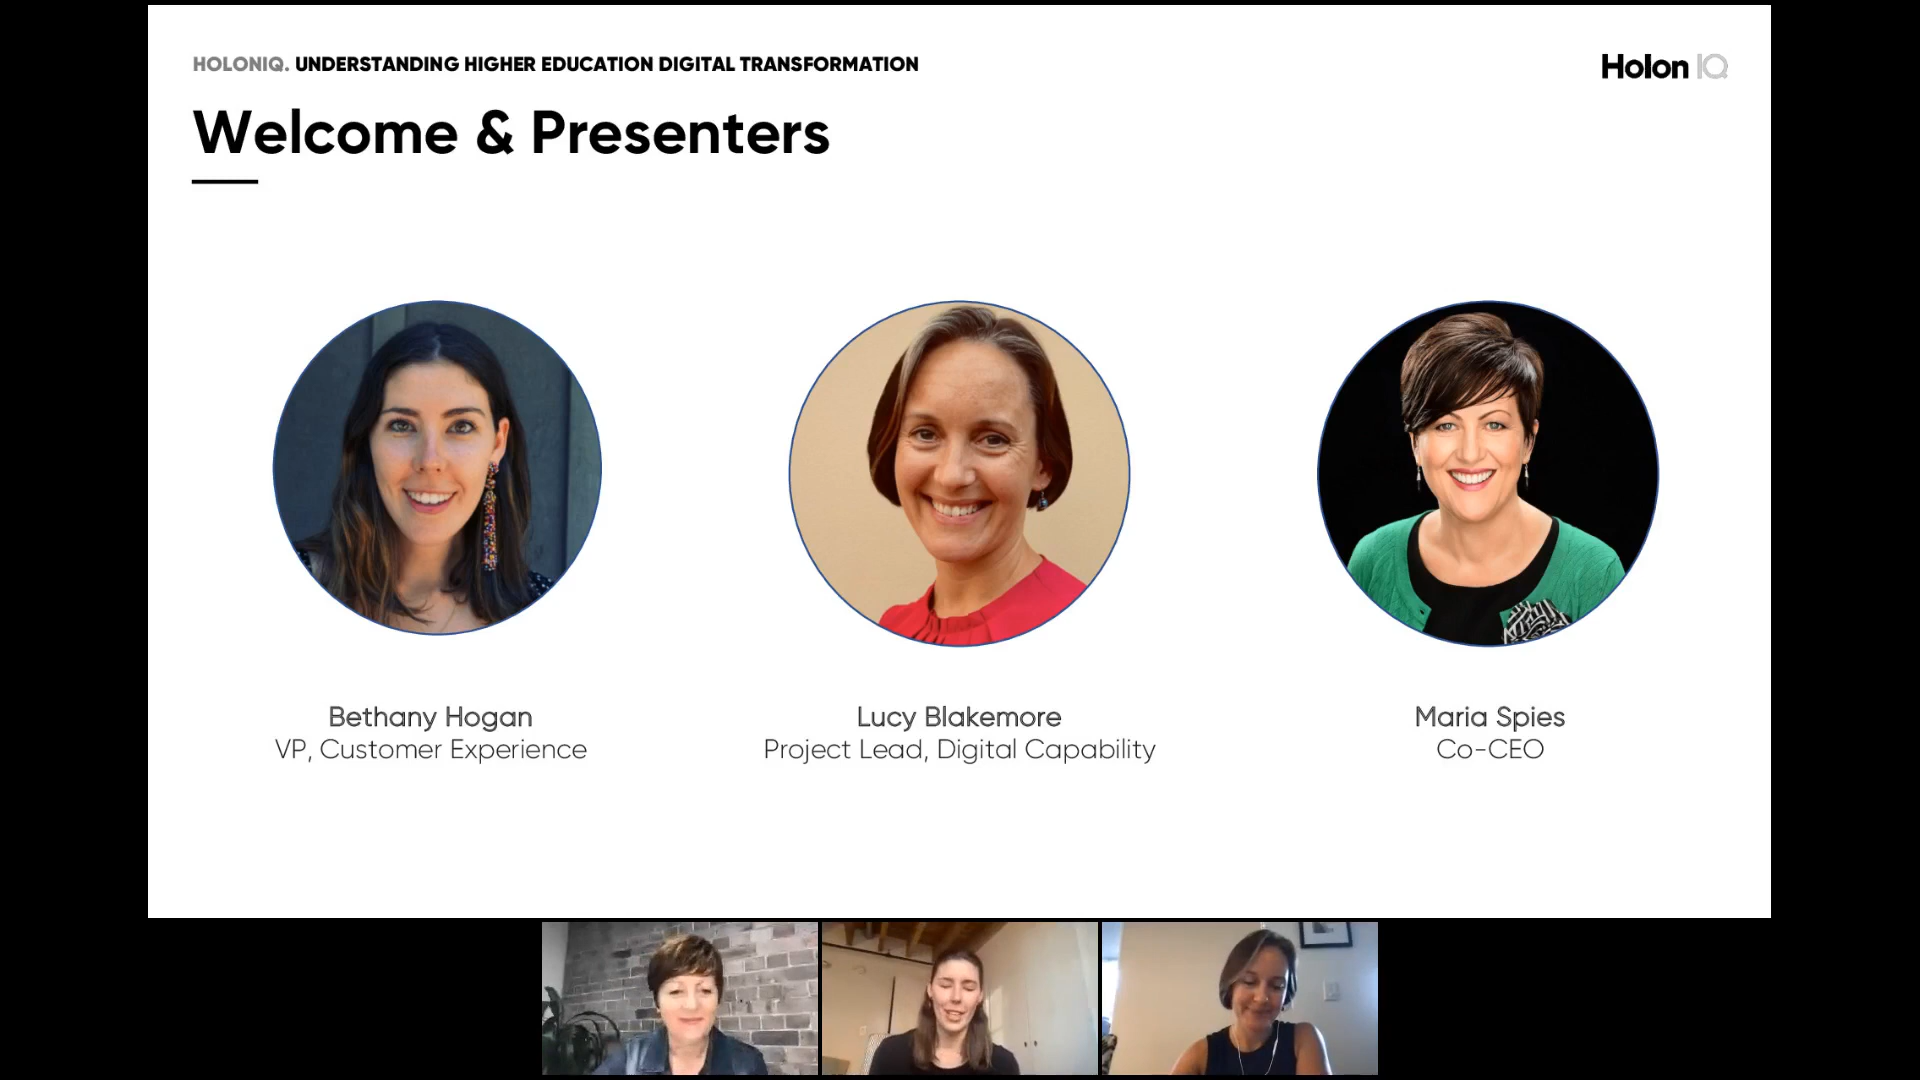 HOLONIQ. UNDERSTANDING HIGHER EDUCATION DIGITAL TRANSFORMATION
Holon IQ
Welcome & Presenters
Bethany Hogan
VP, Customer Experience
Lucy Blakemore
Project Lead, Digital Capability
Maria Spies
Co-CEO